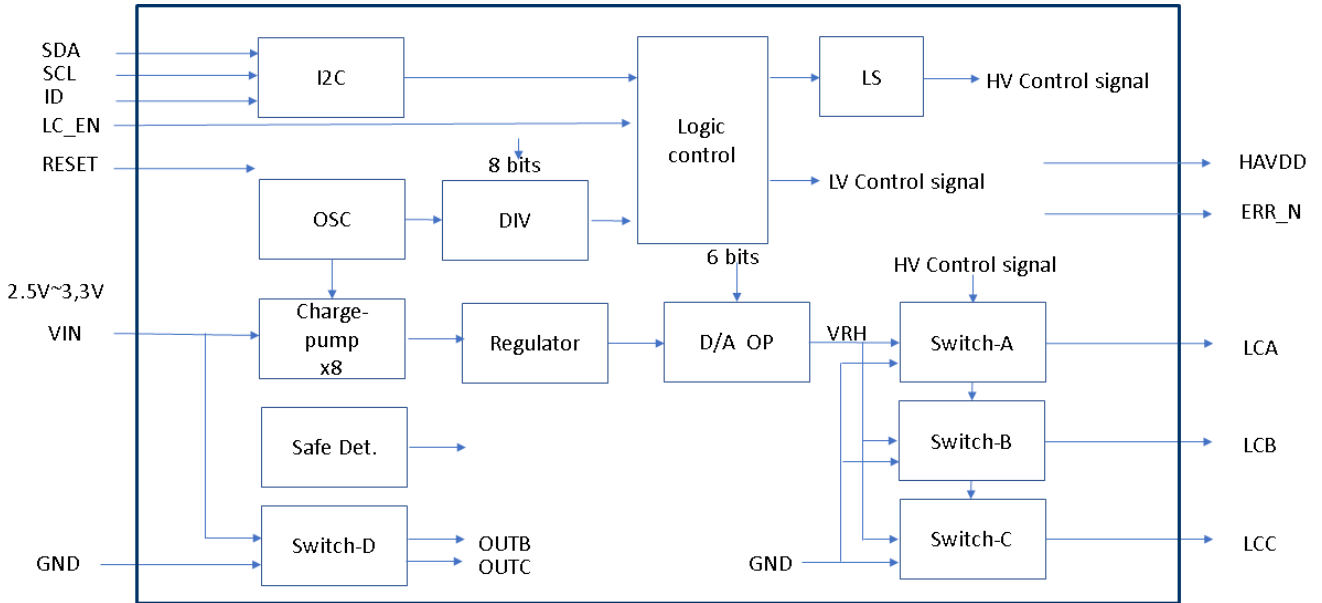 SDA
SCL
ID
LC_EN
RESET
I2C
Logic
control
LS
HV Control signal
8 bits
OSC
DIV
LV Control signal
HAVDD
ERR_N
6 bits
HV Control signal
2.5V~3,3V
VIN
Charge-
pump
x8
Regulator
D/A OP
VRH
Switch-A
LCA
Safe Det.
Switch-B
LCB
GND
Switch-D
OUTB
OUTC
GND
Switch-C
LCC